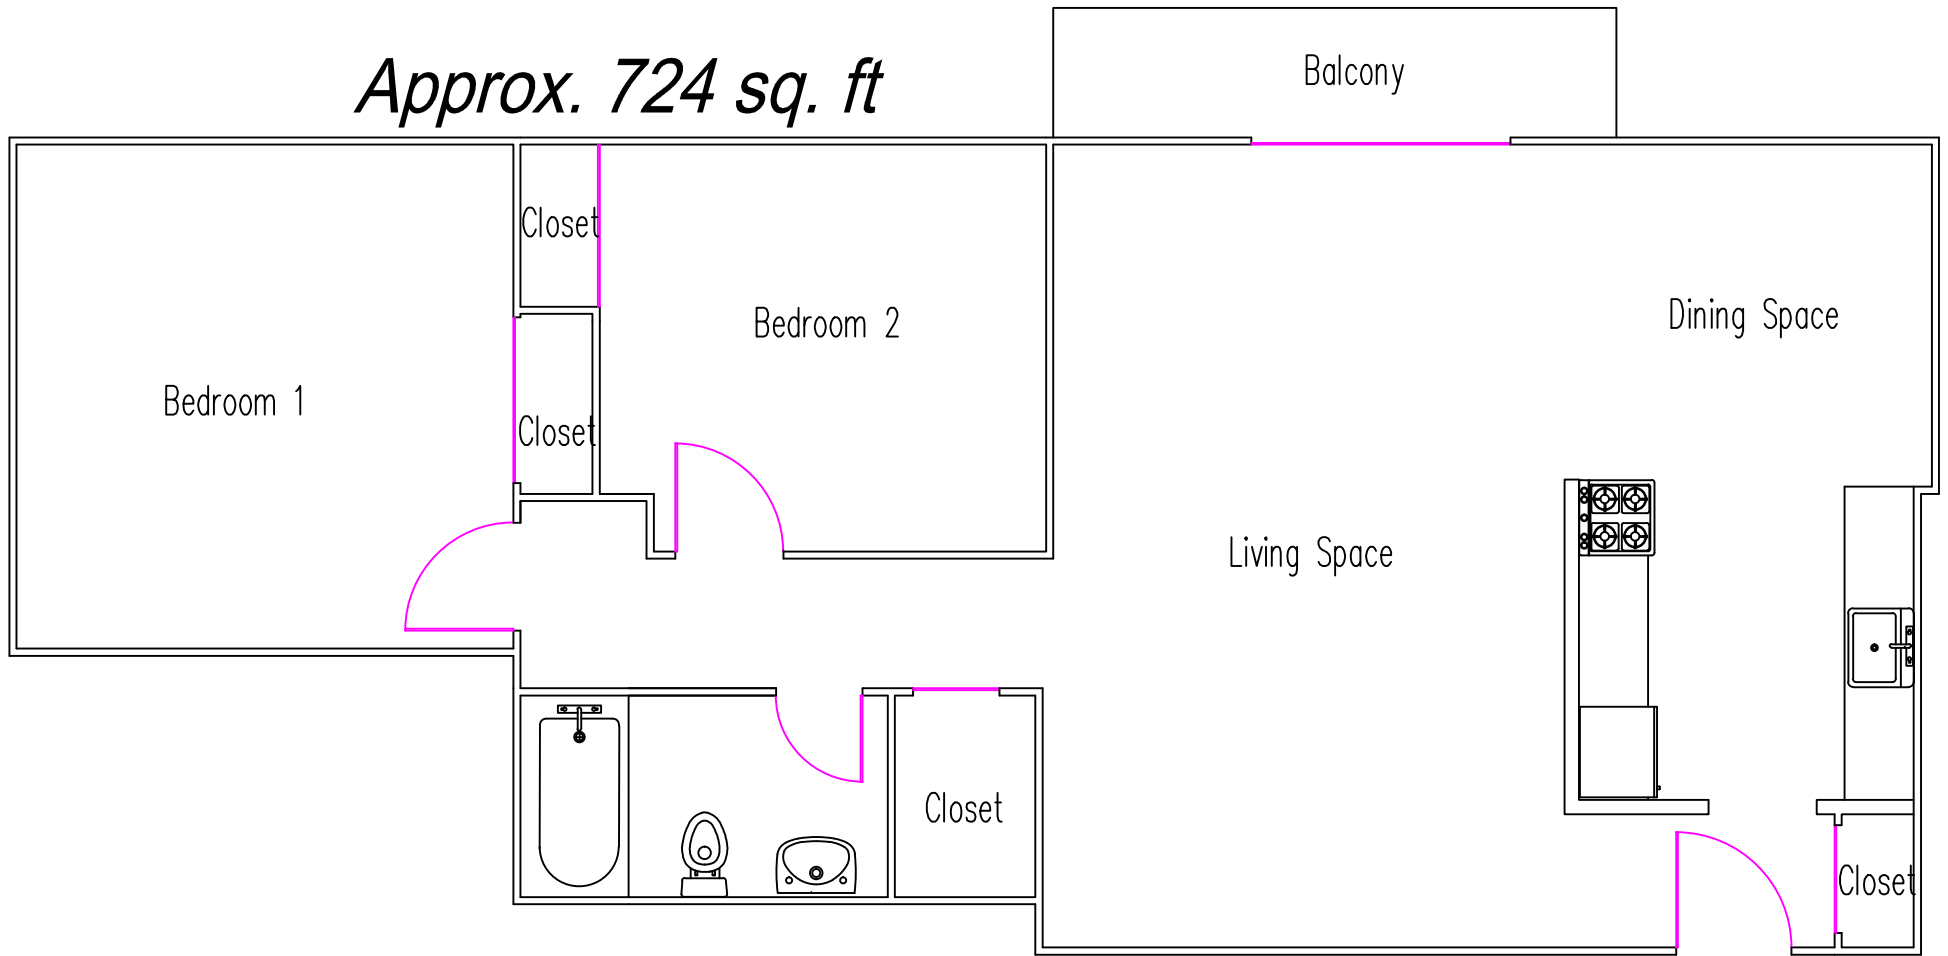 Balcony
Approx. 724 sq. ft
Closet
Bedroom 2
Dining Space
Bedroom 1
Closet
Living Space
Closet
Closet